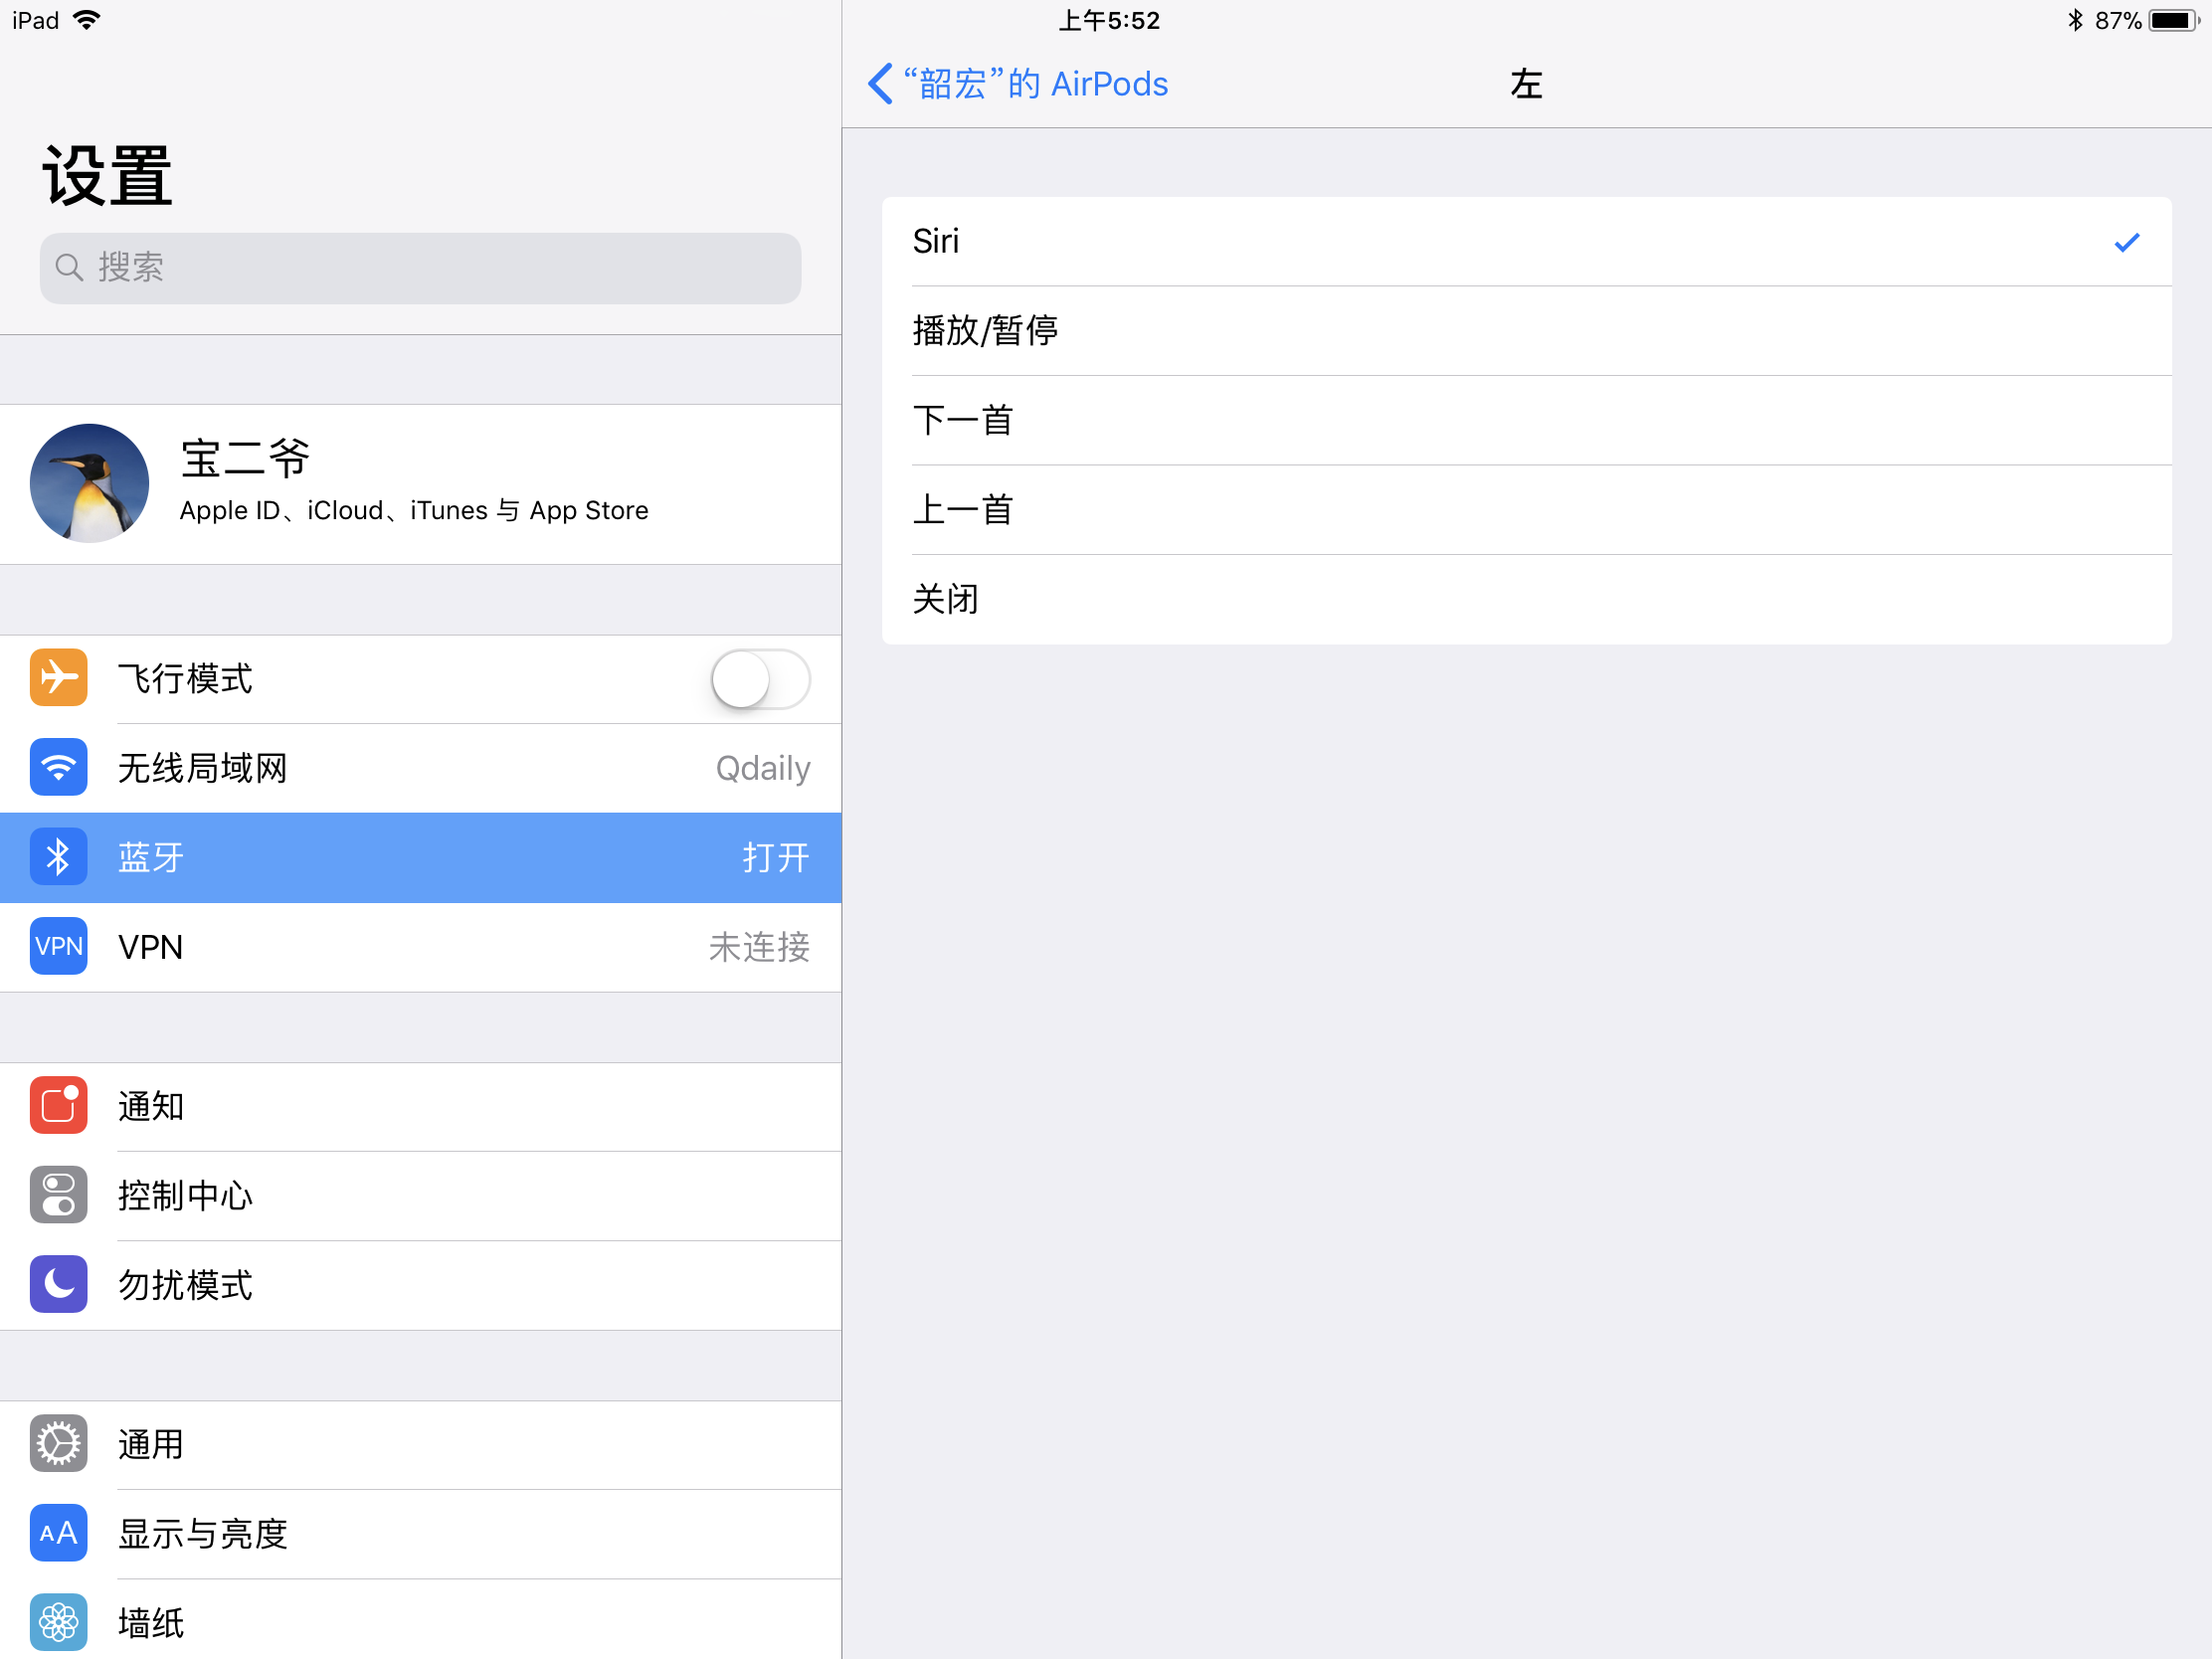 iPad
上午5:52
87%
“韶宏”的 AirPods
左
设置
搜索
宝二爷
Apple ID、iCloud、iTunes 与 App Store
飞行模式
无线局域网
Qdaily
蓝牙
打开
VPN
VPN
未连接
通知
控制中心
勿扰模式
通用
AA
显示与亮度
墙纸
Siri
播放/暂停
下一首
上一首
关闭